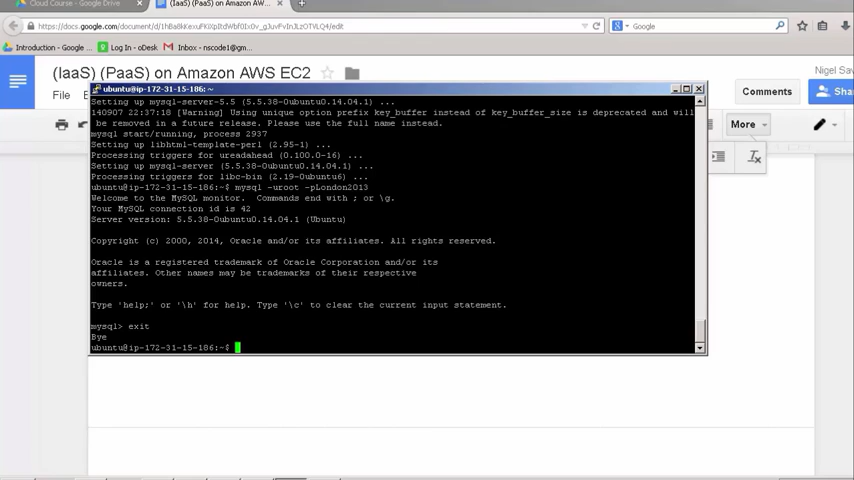 Cloud Course - Google Drive
(IaaS) (PaaS) on Amazon AW...
Google
Introduction - Google ...
Log In - oDesk
Inbox - nscode1@gm...
(IaaS) (PaaS) on Amazon AWS EC2
Nigel Sav
File
Comments
Shar
More
ubuntu@ip-172-31-15-186: ~
Setting up mysql-server-5.5 (5.5.38-0ubuntu0.14.04.1) ...
140907 22:37:18 [Warning] Using unique option prefix key_buffer instead of key_buffer_size is deprecated and will
be removed in a future release. Please use the full name instead.
mysql start/running, process 2937
Setting up libhtml-template-perl (2.95-1) ...
Processing triggers for ureadahead (0.100.0-16) ...
Setting up mysql-server (5.5.38-0ubuntu0.14.04.1) ...
Processing triggers for libc-bin (2.19-0ubuntu6) ...
ubuntu@ip-172-31-15-186:~$ mysql -uroot -pLondon2013
Welcome to the MySQL monitor.  Commands end with ; or \g.
Your MySQL connection id is 42
Server version: 5.5.38-0ubuntu0.14.04.1 (Ubuntu)
Copyright (c) 2000, 2014, Oracle and/or its affiliates. All rights reserved.
Oracle is a registered trademark of Oracle Corporation and/or its
affiliates. Other names may be trademarks of their respective
owners.
Type 'help;' or '\h' for help. Type '\c' to clear the current input statement.
mysql> exit
Bye
ubuntu@ip-172-31-15-186:~$